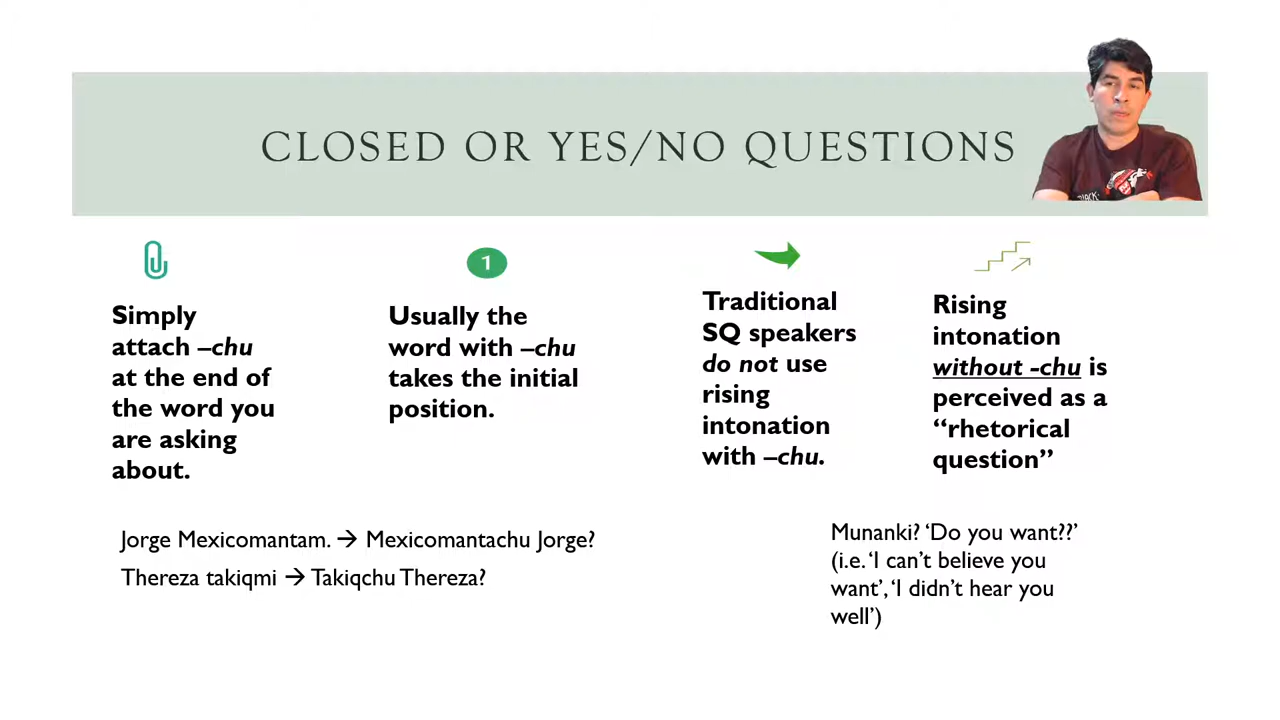 CLOSED OR YES/NO QUESTIONS
1
Simply
attach –chu
at the end of
the word you
are asking
about.
Usually the
word with –chu
takes the initial
position.
Traditional
SQ speakers
do not use
rising
intonation
with –chu.
Rising
intonation
without -chu is
perceived as a
“rhetorical
question”
Jorge Mexicomantam. → Mexicomantachu Jorge?
Thereza takiqmi → Takiqchu Thereza?
Munanki? ‘Do you want??’
(i.e. ‘I can’t believe you
want’, ‘I didn’t hear you
well’)